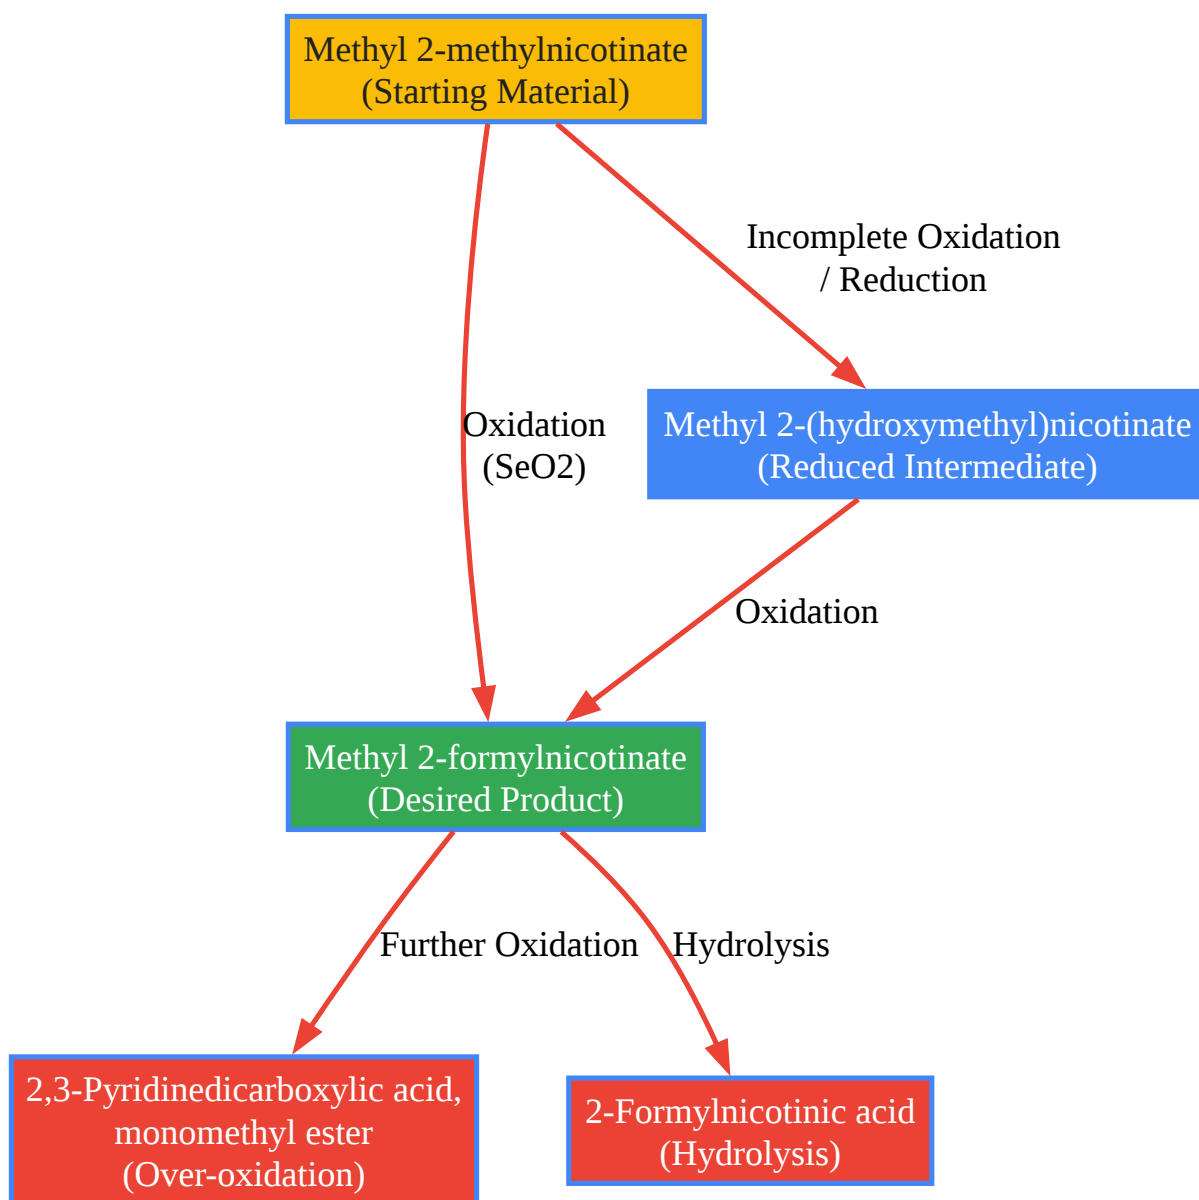 Methyl 2-methylnicotinate
(Starting Material)
Incomplete Oxidation
/ Reduction
Oxidation
(SeO2)
Methyl 2-(hydroxymethyl)nicotinate
(Reduced Intermediate)
Oxidation
Methyl 2-formylnicotinate
(Desired Product)
Further Oxidation
Hydrolysis
2,3-Pyridinedicarboxylic acid,
monomethyl ester
(Over-oxidation)
2-Formylnicotinic acid
(Hydrolysis)